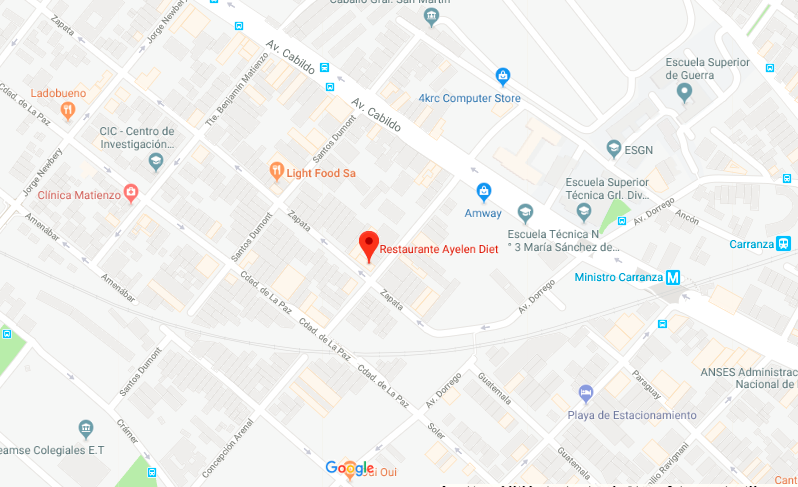 Caballo Gral. San Martín
Zapata
Jorge Newbery
Av. Cabildo
Escuela Superior
de Guerra
Ladobueno
4krc Computer Store
Cdad. de La Paz
Tte. Benjamín Matienzo
Av. Cabildo
CIC - Centro de
Investigación...
Santos Dumont
ESGN
Jorge Newbery
Light Food Sa
Clínica Matienzo
Amway
Escuela Superior
Técnica Grl. Div...
Av. Dorrego
Ancón
Amenábar
Santos Dumont
Zapata
Escuela Técnica N
° 3 María Sánchez de...
Restaurante Ayelen Diet
Carranza
Ministro Carranza
M
Amenábar
Cdad. de La Paz
Zapata
Av. Dorrego
Cdad. de La Paz
Santos Dumont
Cdad. de La Paz
Av. Dorrego
Guatemala
Paraguay
ANSES Administrac
Nacional de
Playa de Estacionamiento
Crámer
Concepción Arenal
Soler
Guatemala
eamse Colegiales E.T
Ravignani
Google
Oui
Cant